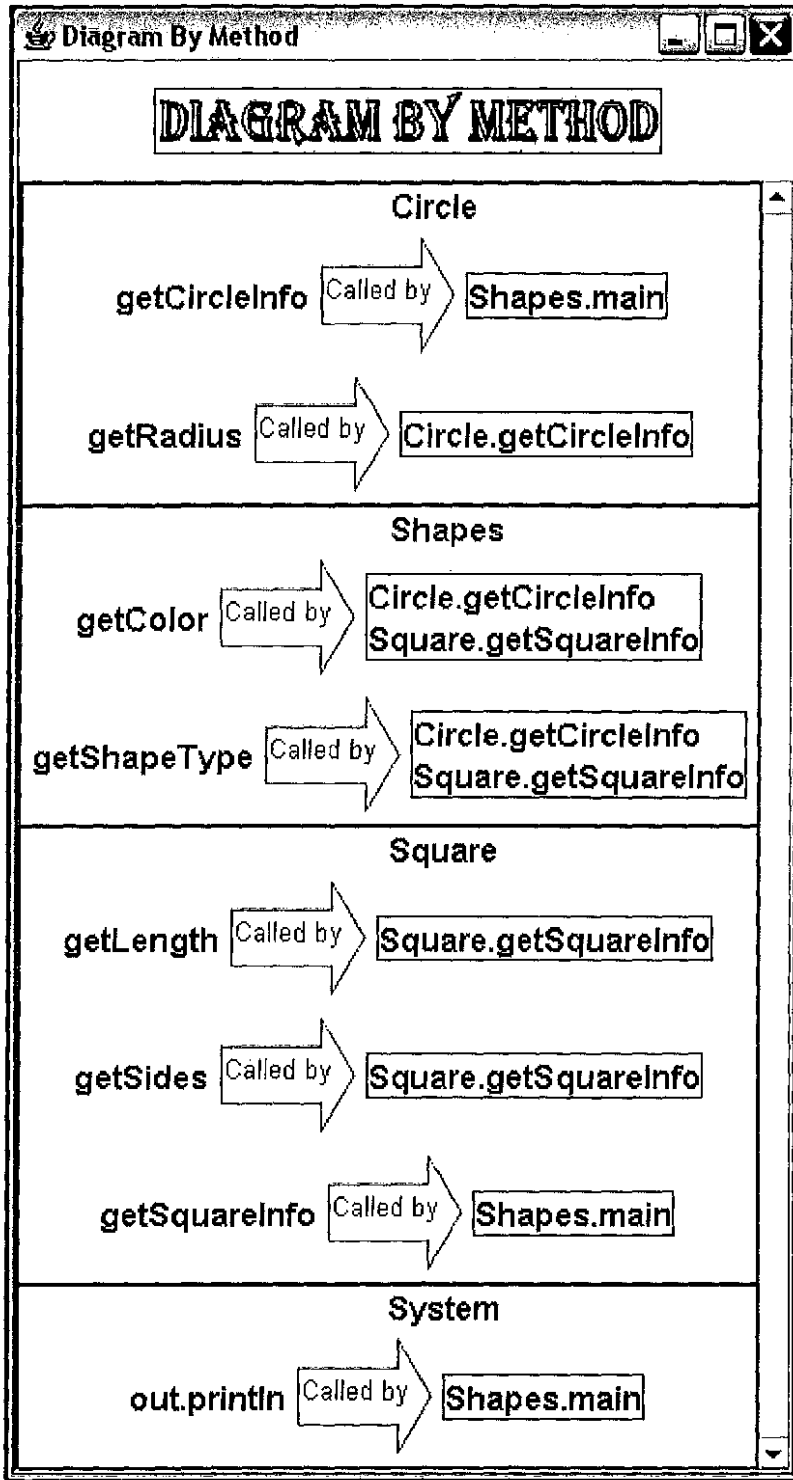 Diagram By Method
DIAGRAM BY METHOD
Circle
getCircleInfo Called by Shapes.main
getRadius Called by Circle.getCircleInfo
Shapes
getColor Called by Circle.getCircleInfo
Square.getSquareInfo
getShapeType Called by Circle.getCircleInfo
Square.getSquareInfo
Square
getLength Called by Square.getSquareInfo
getSides Called by Square.getSquareInfo
getSquareInfo Called by Shapes.main
System
out.println Called by Shapes.main